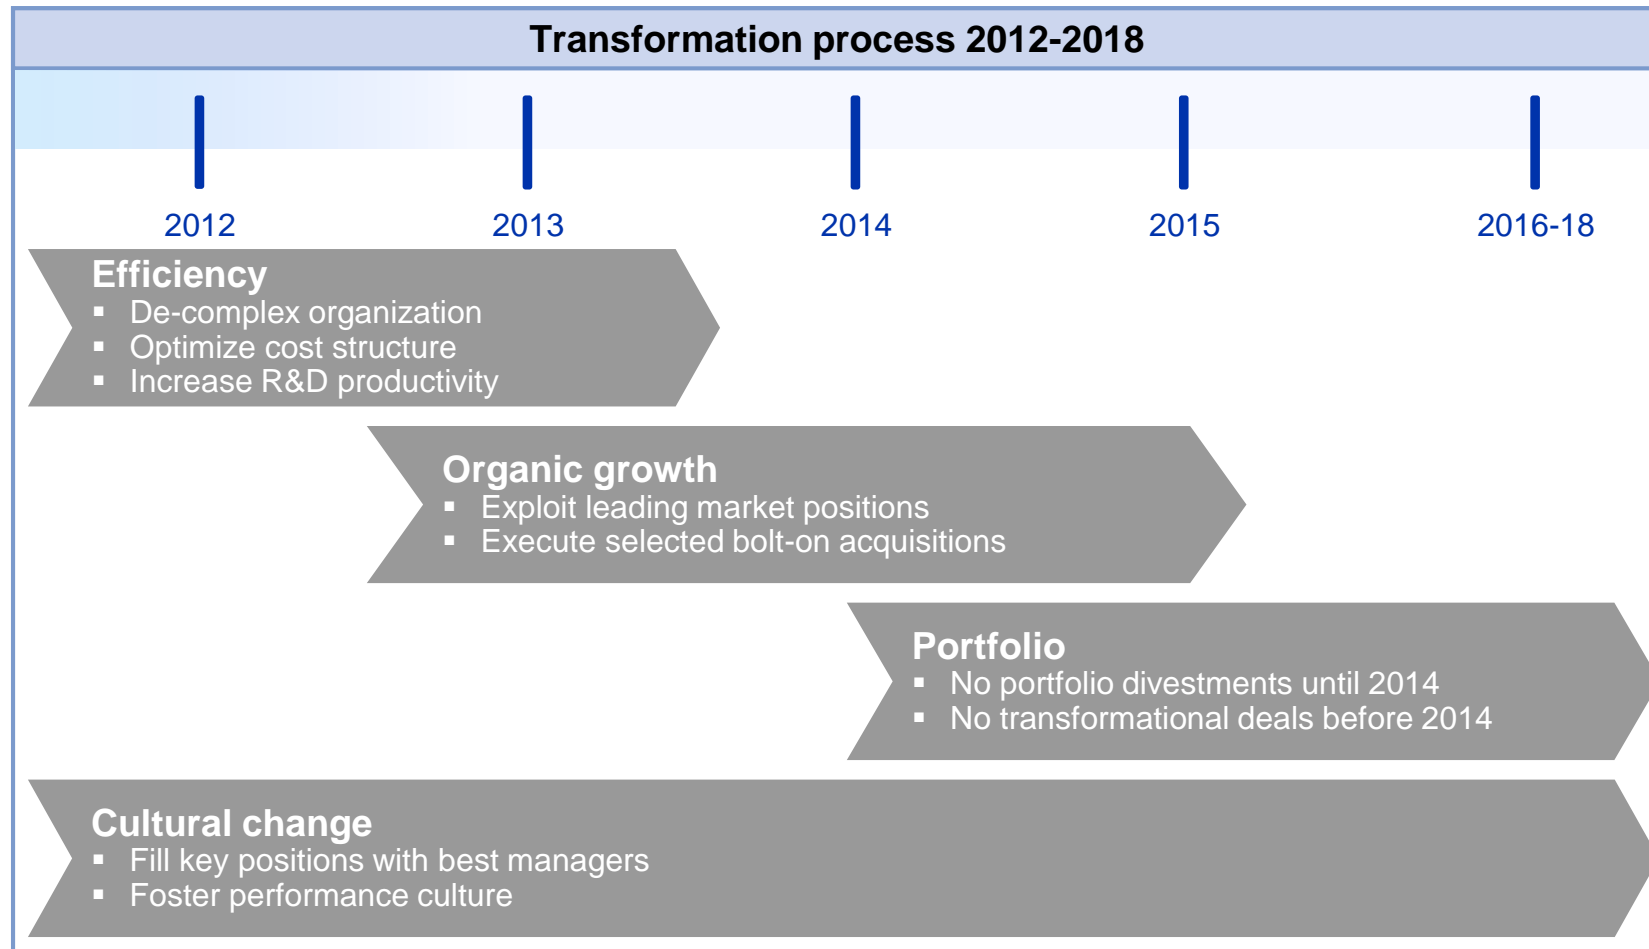 Transformation process 2012-2018
2012 2013 2014 2015 2016-18
Efficiency
▪ De-complex organization
▪ Optimize cost structure
▪ Increase R&D productivity
Organic growth
▪ Exploit leading market positions
▪ Execute selected bolt-on acquisitions
Portfolio
▪ No portfolio divestments until 2014
▪ No transformational deals before 2014
Cultural change
▪ Fill key positions with best managers
▪ Foster performance culture